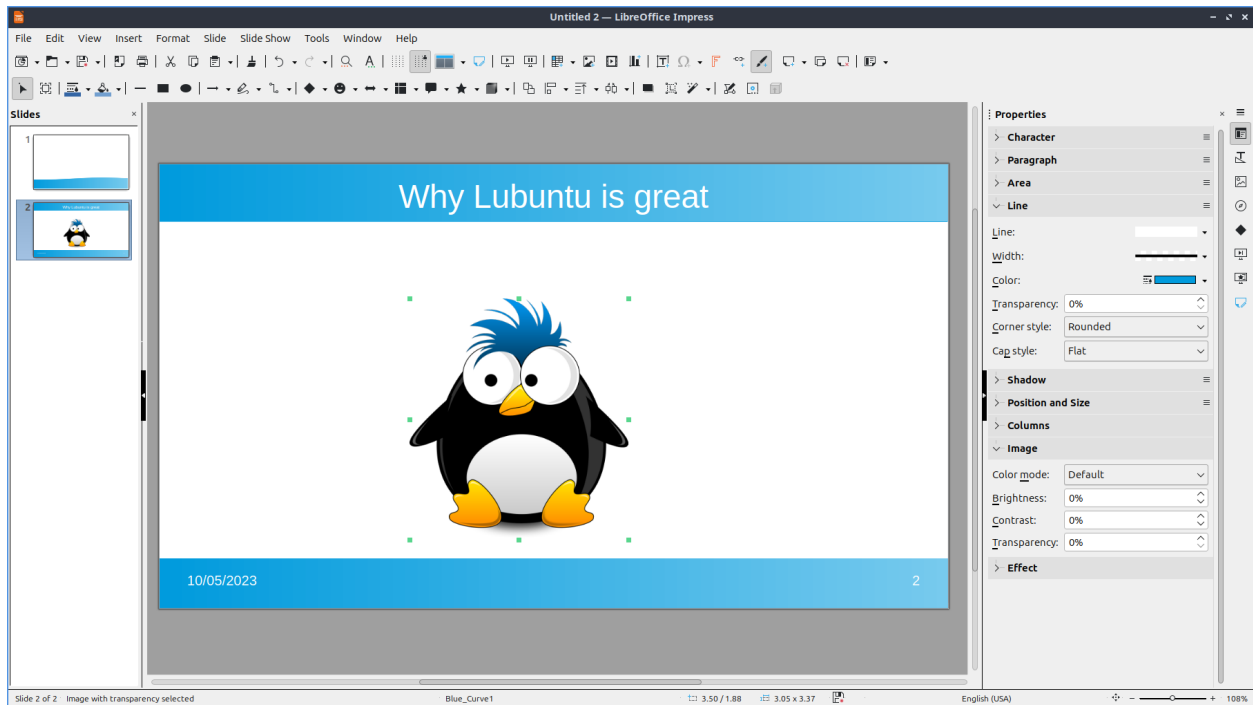 Untitled 2 — LibreOffice Impress
File Edit View Insert Format Slide Slide Show Tools Window Help
Slides
1
2
Why Lubuntu is great
10/05/2023
2
Properties
Character
Paragraph
Area
Line
Line:
Width:
Color:
Transparency: 0%
Corner style: Rounded
Cap style: Flat
Shadow
Position and Size
Columns
Image
Color mode: Default
Brightness: 0%
Contrast: 0%
Transparency: 0%
Effect
Slide 2 of 2 Image with transparency selected Blue_Curve1 3.50 / 1.88 3.05 x 3.37 English (USA) 108%